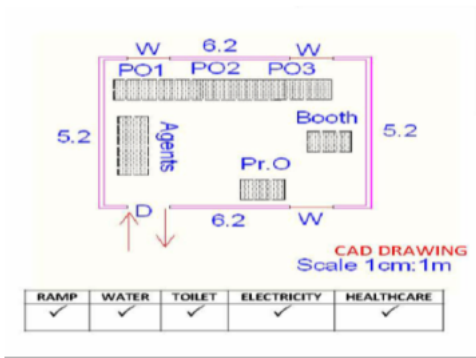 W 6.2 W
PO1 PO2 PO3
5.2 Agents Booth 5.2
Pr.O
D 6.2 W
CAD DRAWING
Scale 1cm:1m
RAMP WATER TOILET ELECTRICITY HEALTHCARE
✓ ✓ ✓ ✓ ✓